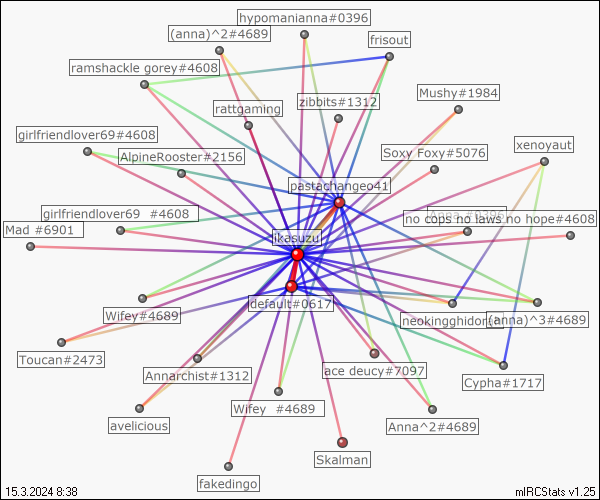 hypomanianna#0396
(anna)^2#4689
frisout
ramshackle gorey#4608
Mushy#1984
zibbits#1312
rattgaming
girlfriendlover69#4608
xenoyaut
Soxy Foxy#5076
AlpineRooster#2156
pastachangeo41
girlfriendlover69 #4608
no cops no laws no hope#4608
Mad #6901
ikasuzu
default#0617
Wifey#4689
neokingghidor
(anna)^3#4689
Toucan#2473
Annarchist#1312
ace deucy#7097
Cypha#1717
Wifey #4689
avelicious
Anna^2#4689
Skalman
fakedingo
15.3.2024 8:38
mIRCStats v1.25